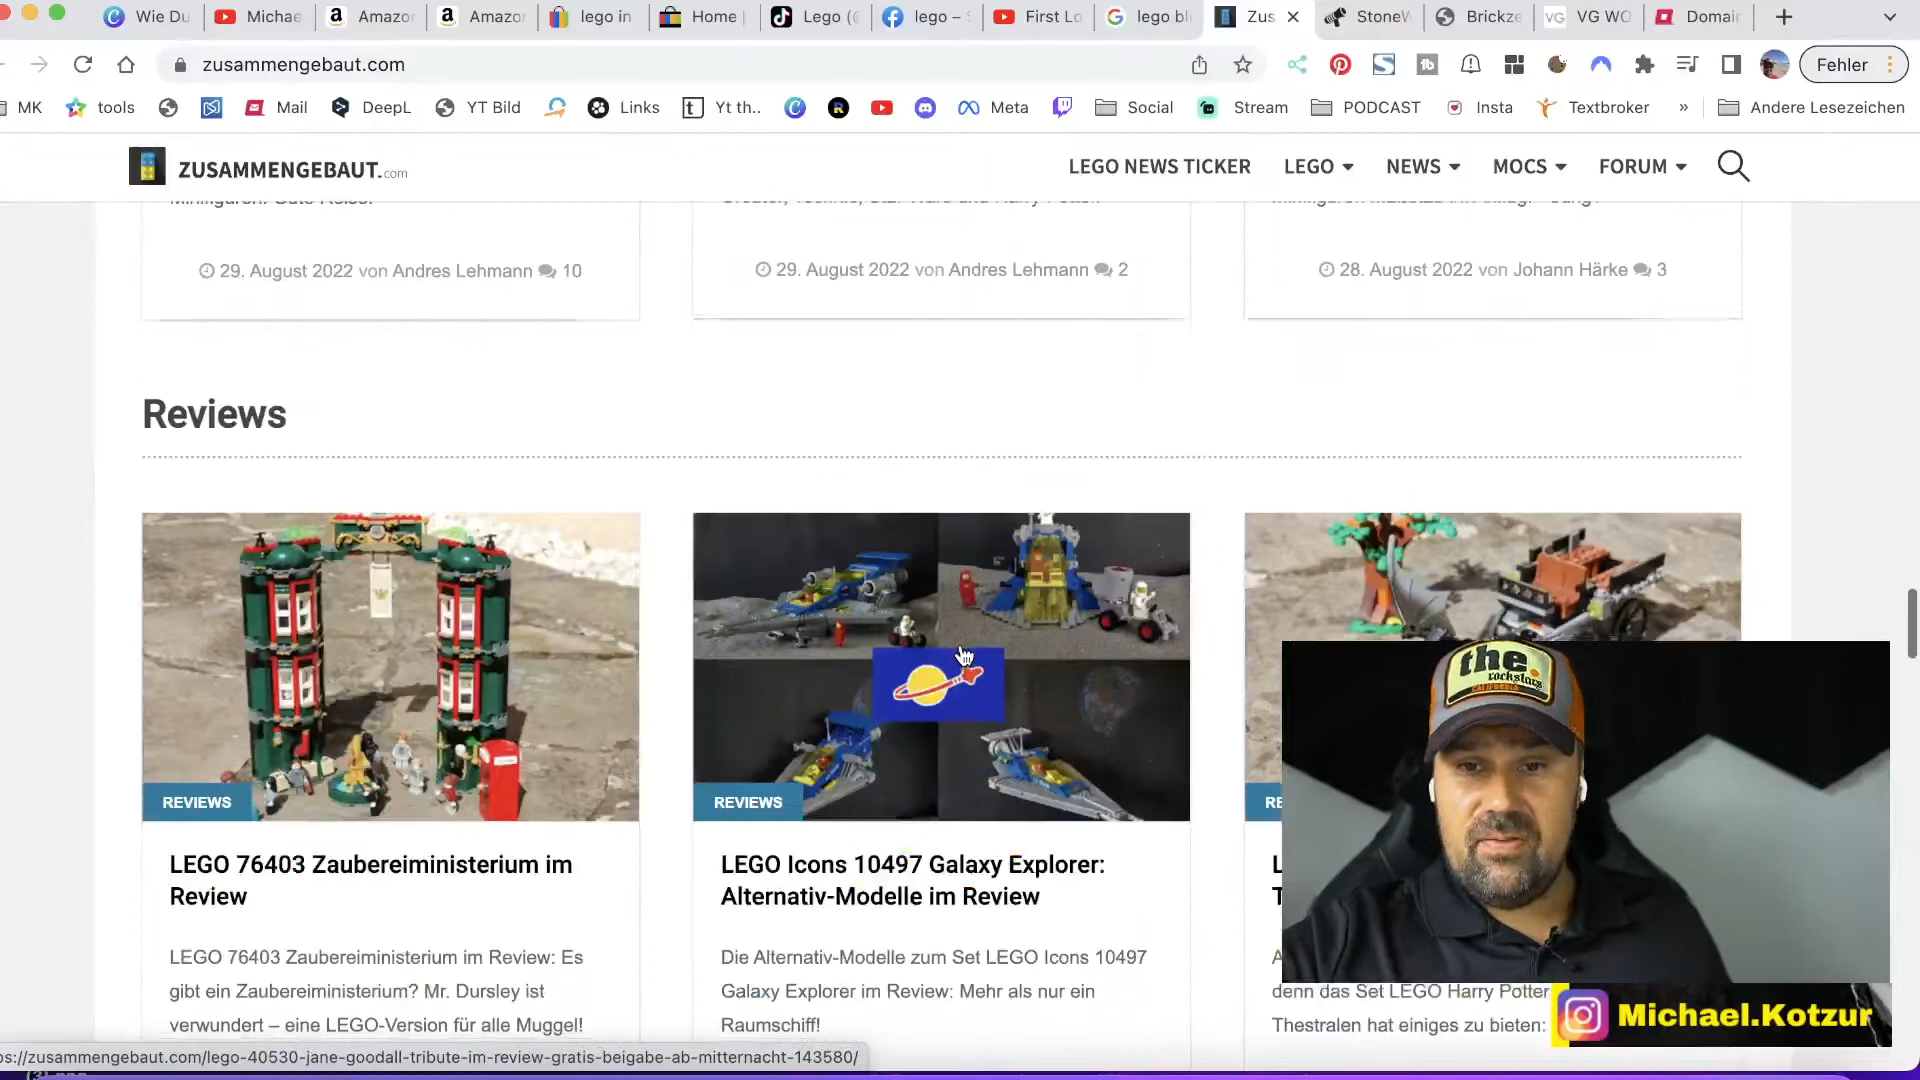 Wie Du
Michae
Amazo
Amazo
lego in
Home
Lego (@
lego –
First Lo
lego bl
Zus
StoneW
Brickze
VG WO
Domain
zusammengebaut.com
Fehler
MK
tools
Mail
DeepL
YT Bild
Links
Yt th..
Meta
Social
Stream
PODCAST
Insta
Textbroker
»
Andere Lesezeichen
ZUSAMMENGEBAUT.com
LEGO NEWS TICKER
LEGO
NEWS
MOCS
FORUM
29. August 2022 von Andres Lehmann 10
29. August 2022 von Andres Lehmann 2
28. August 2022 von Johann Härke 3
Reviews
REVIEWS
LEGO 76403 Zaubereiministerium im
Review
LEGO 76403 Zaubereiministerium im Review: Es
gibt ein Zaubereiministerium? Mr. Dursley ist
verwundert – eine LEGO-Version für alle Muggel!
REVIEWS
LEGO Icons 10497 Galaxy Explorer:
Alternativ-Modelle im Review
Die Alternativ-Modelle zum Set LEGO Icons 10497
Galaxy Explorer im Review: Mehr als nur ein
Raumschiff!
RE
L
T
A
denn das Set LEGO Harry Potter
Thestralen hat einiges zu bieten:
the.
rockstars
CALIFORNIA
Michael.Kotzur
ps://zusammengebaut.com/lego-40530-jane-goodall-tribute-im-review-gratis-beigabe-ab-mitternacht-143580/